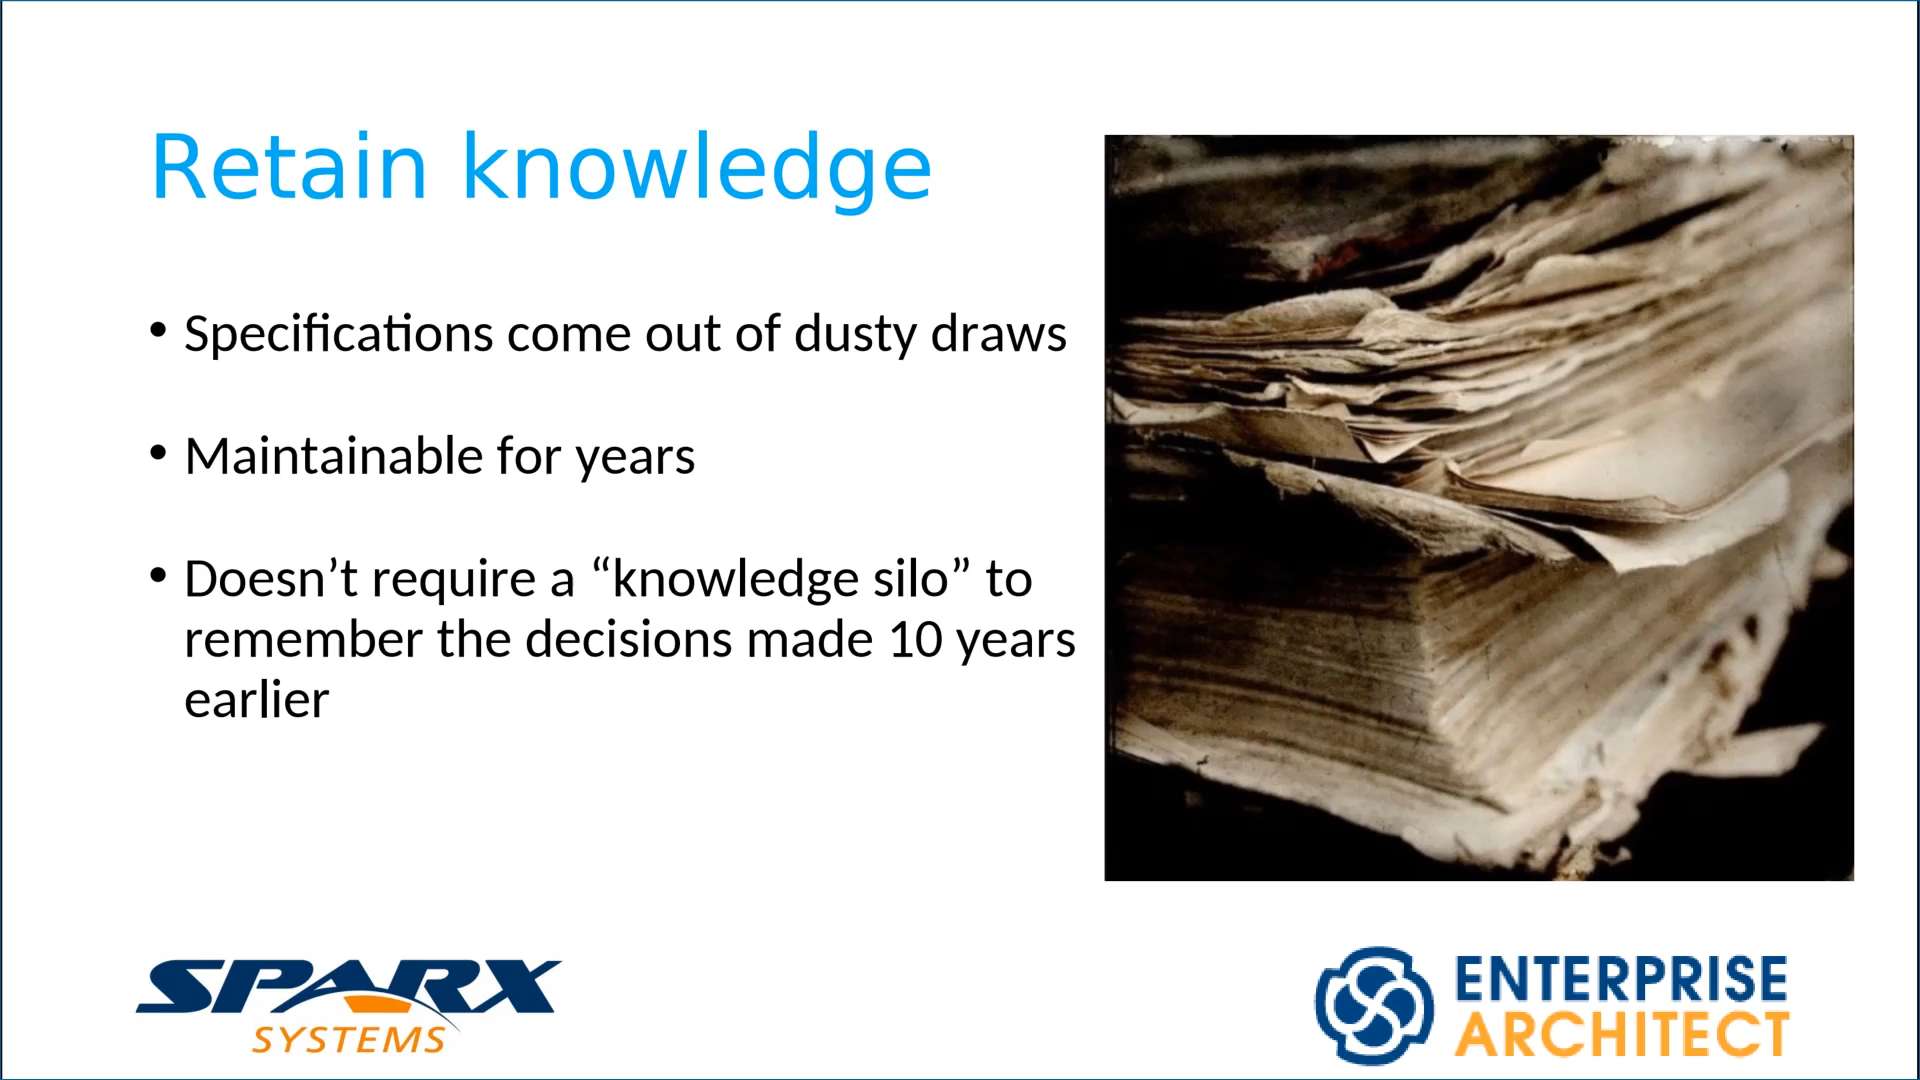 Retain knowledge
• Specifications come out of dusty draws
• Maintainable for years
• Doesn’t require a “knowledge silo” to
remember the decisions made 10 years
earlier
SPARX
SYSTEMS
ENTERPRISE
ARCHITECT